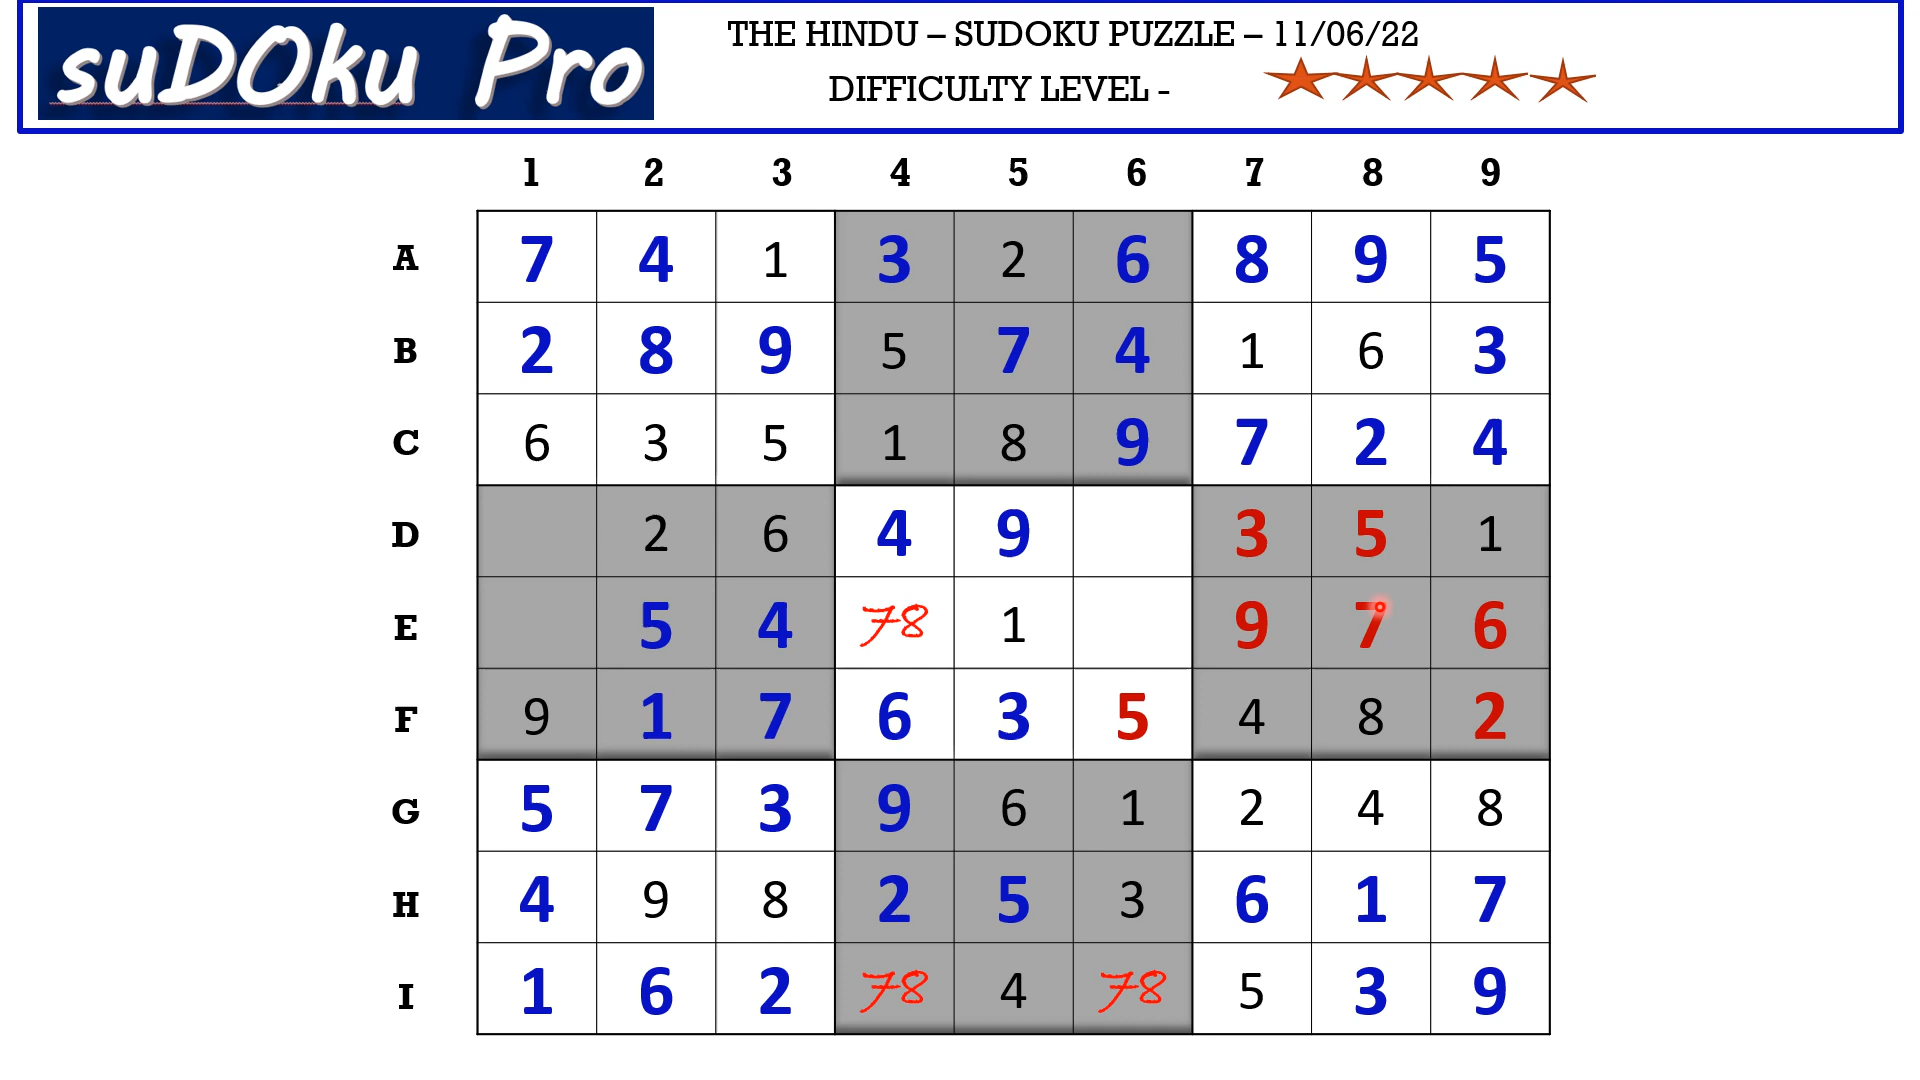 suDOku Pro
THE HINDU – SUDOKU PUZZLE – 11/06/22
DIFFICULTY LEVEL -
1 2 3 4 5 6 7 8 9
A 7 4 1 3 2 6 8 9 5
B 2 8 9 5 7 4 1 6 3
C 6 3 5 1 8 9 7 2 4
D 2 6 4 9 3 5 1
E 5 4 78 1 9 7 6
F 9 1 7 6 3 5 4 8 2
G 5 7 3 9 6 1 2 4 8
H 4 9 8 2 5 3 6 1 7
I 1 6 2 78 4 78 5 3 9